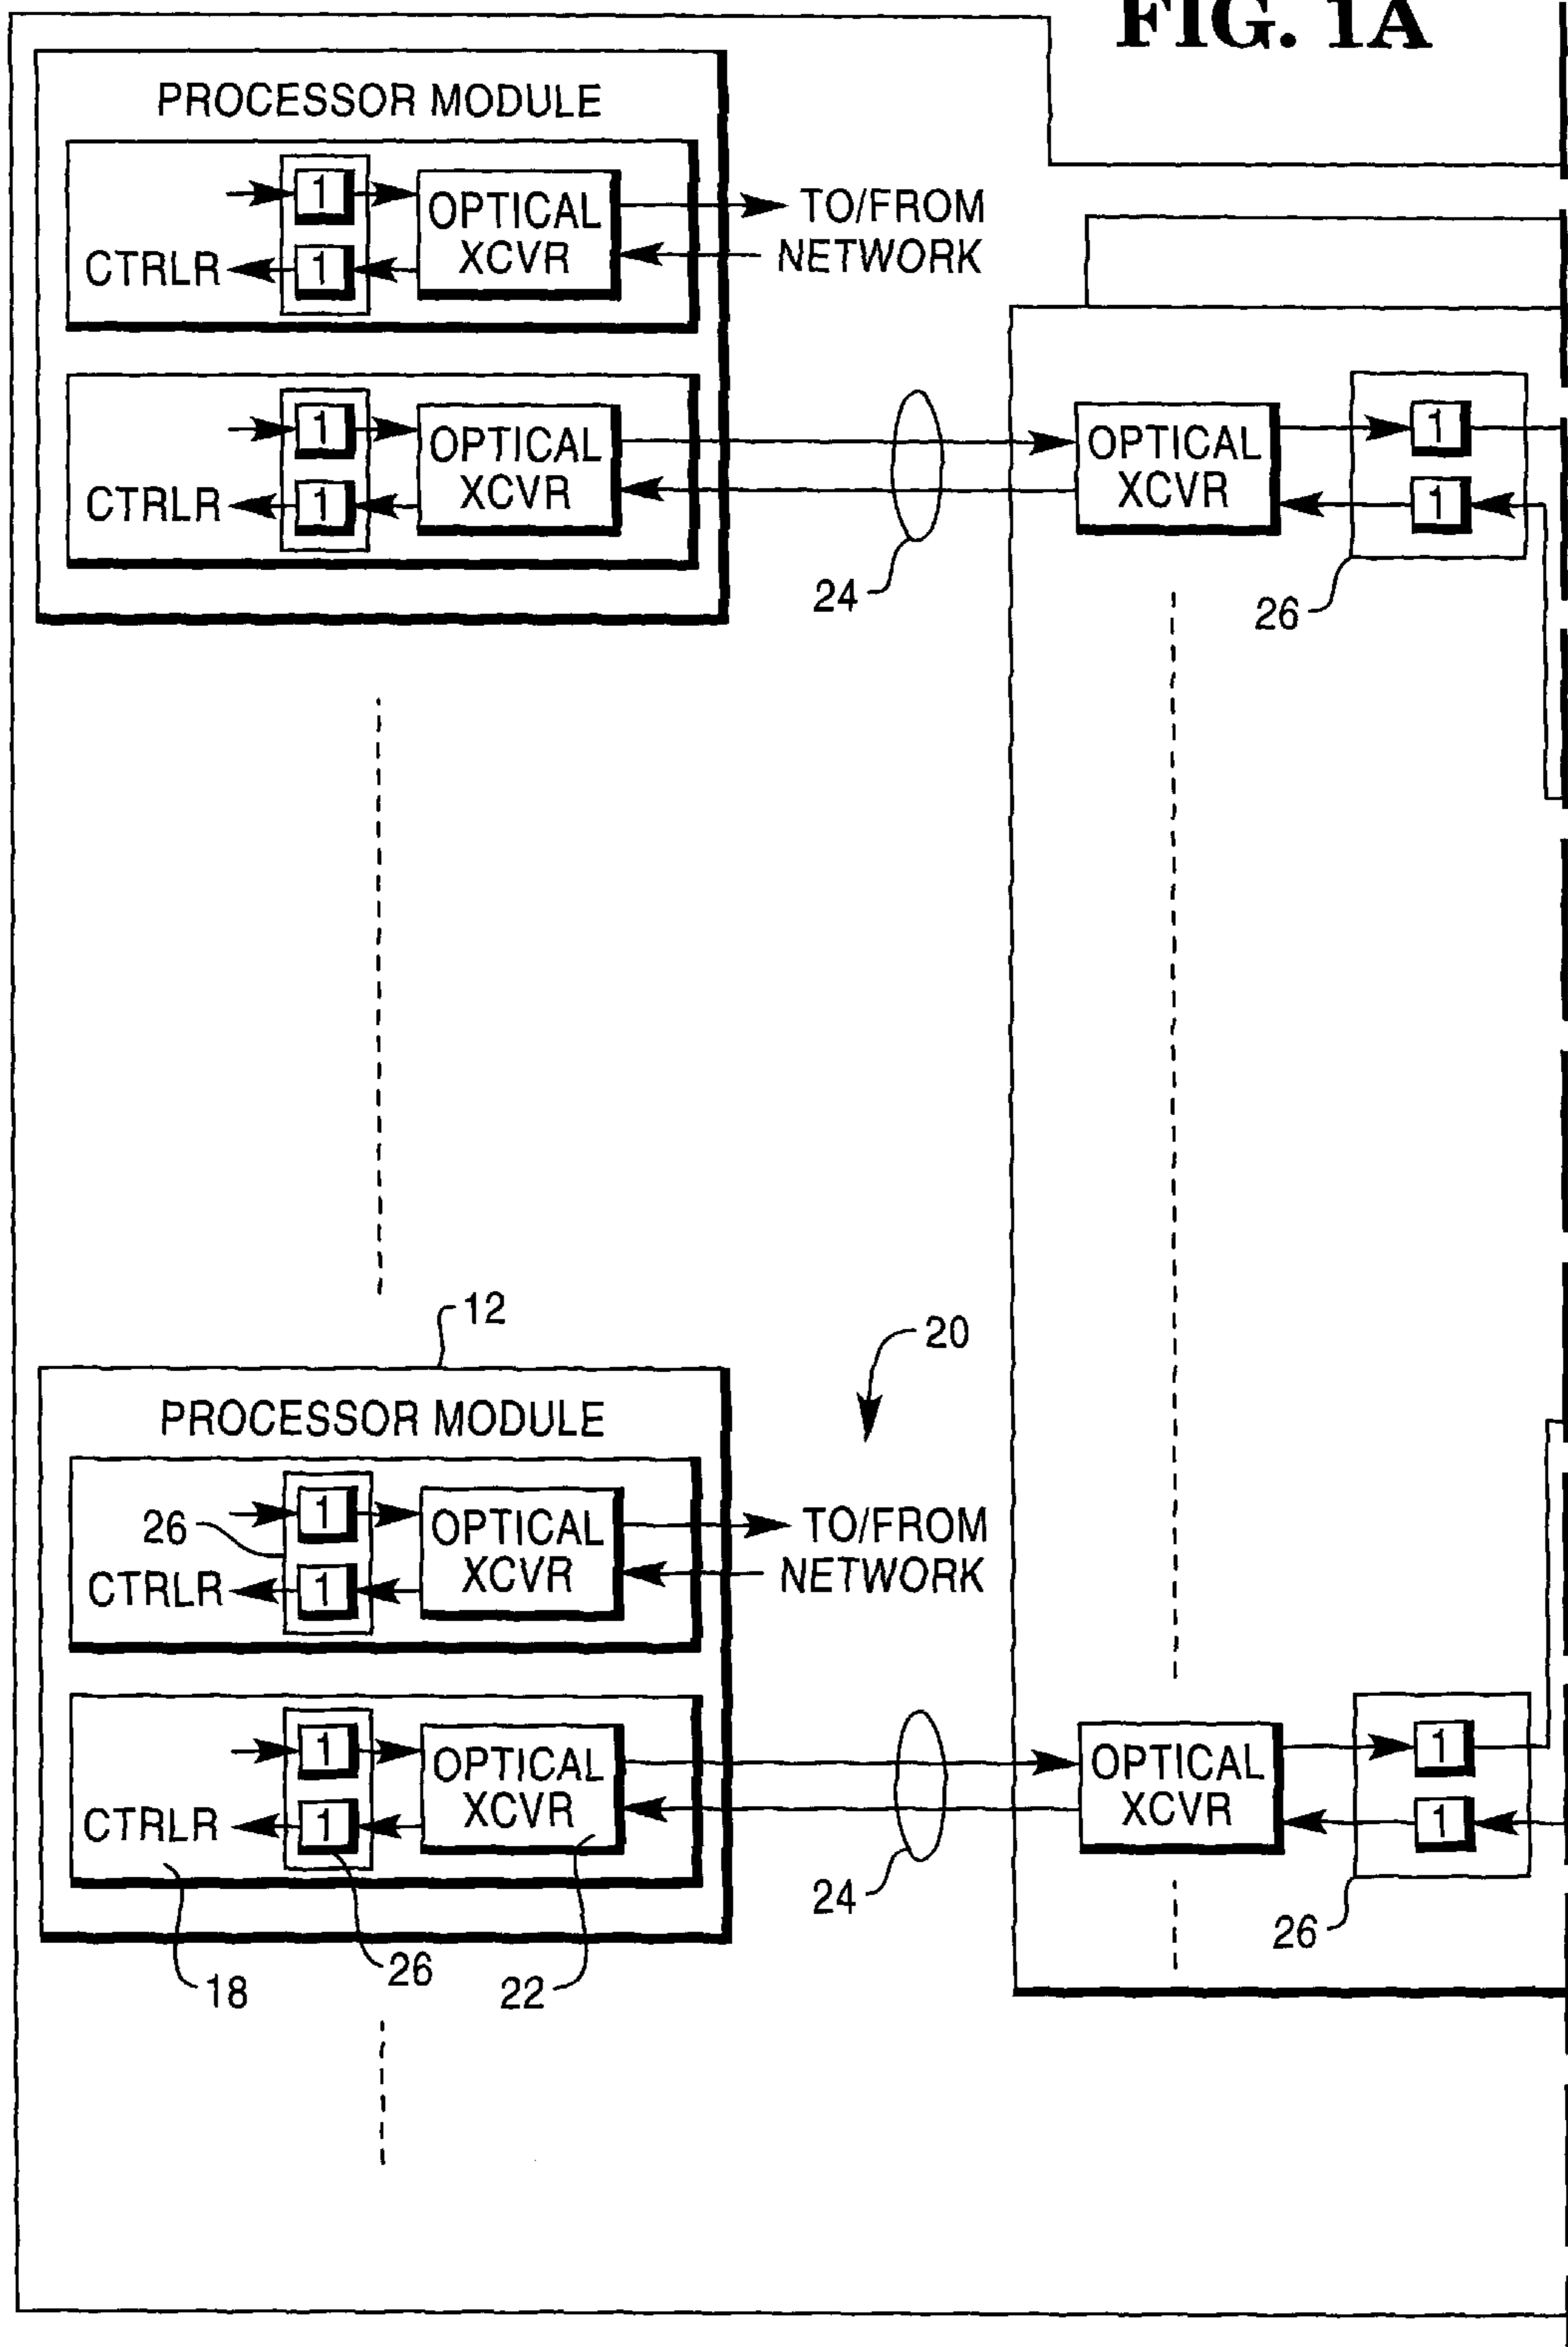 FIG. 1A
PROCESSOR MODULE
1
OPTICAL
XCVR
CTRLR
1
TO/FROM
NETWORK
1
OPTICAL
XCVR
CTRLR
1
24
OPTICAL
XCVR
1
1
26
12
20
PROCESSOR MODULE
1
OPTICAL
XCVR
26
CTRLR
1
TO/FROM
NETWORK
1
OPTICAL
XCVR
CTRLR
1
18
26
22
24
OPTICAL
XCVR
1
1
26